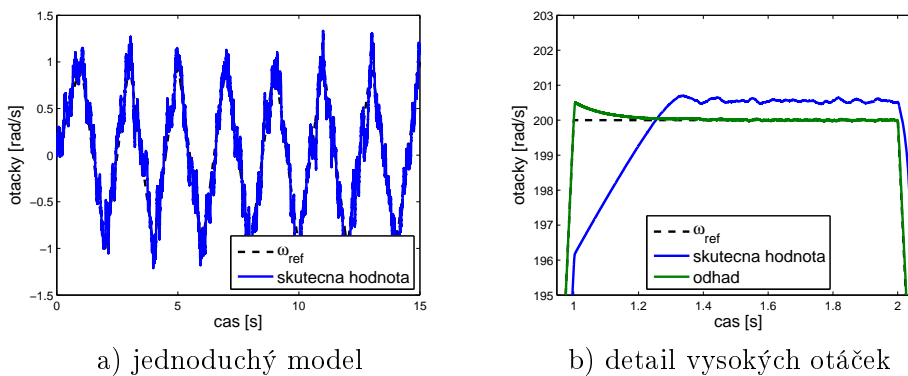 1.5
1
0.5
0
−0.5
−1
−1.5
otacky [rad/s]
0
5
10
15
cas [s]
ω_ref
skutecna hodnota
a) jednoduchý model
203
202
201
200
199
198
197
196
195
otacky [rad/s]
1
1.2
1.4
1.6
1.8
2
cas [s]
ω_ref
skutecna hodnota
odhad
b) detail vysokých otáček